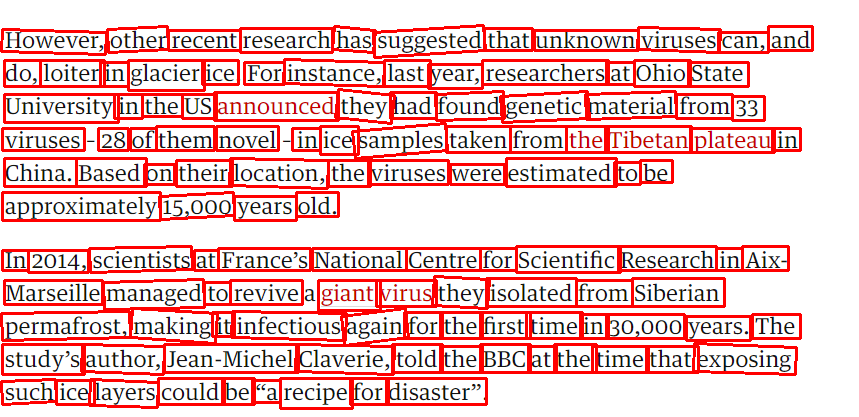 However, other recent research has suggested that unknown viruses can, and
do, loiter in glacier ice For instance, last year, researchers at Ohio State
University in the US announced they had found genetic material from 33
viruses – 28 of them novel – in ice samples taken from the Tibetan plateau in
China. Based on their location, the viruses were estimated to be
approximately 15,000 years old.
In 2014, scientists at France’s National Centre for Scientific Research in Aix-
Marseille managed to revive a giant virus they isolated from Siberian
permafrost, making it infectious again for the first time in 30,000 years. The
study’s author, Jean-Michel Claverie, told the BBC at the time that exposing
such ice layers could be “a recipe for disaster”.